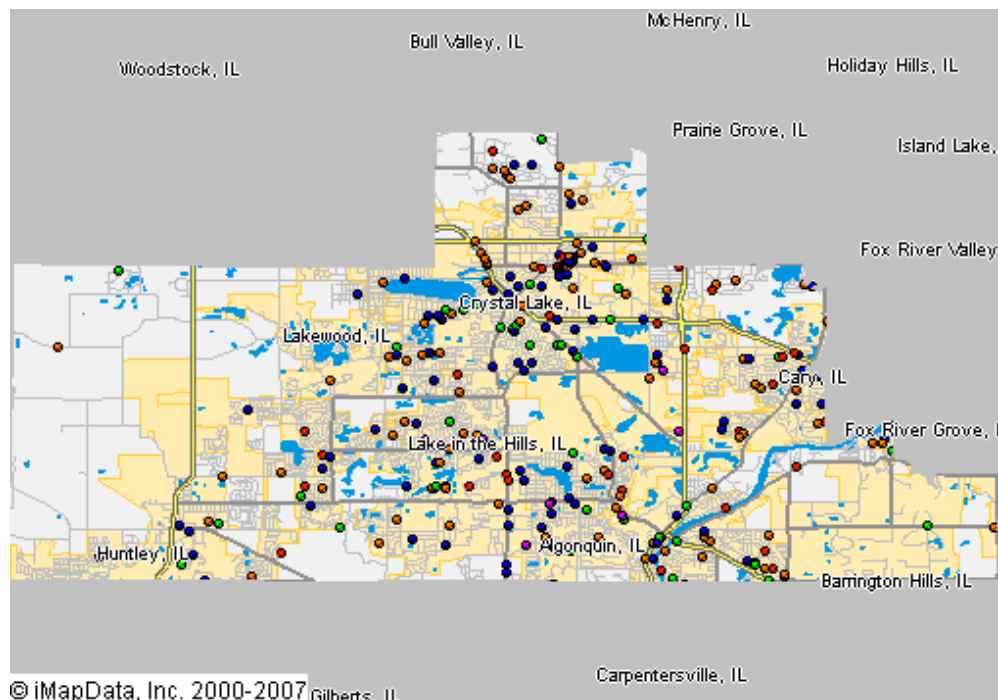 McHenry, IL
Bull Valley, IL
Woodstock, IL
Holiday Hills, IL
Prairie Grove, IL
Island Lake,
Fox River Valley
Crystal Lake, IL
Lakewood, IL
Cary, IL
Fox River Grove, I
Lake in the Hills, IL
Algonquin, IL
Huntley, IL
Barrington Hills, IL
Carpentersville, IL
© iMapData, Inc. 2000-2007
Gilberts, IL